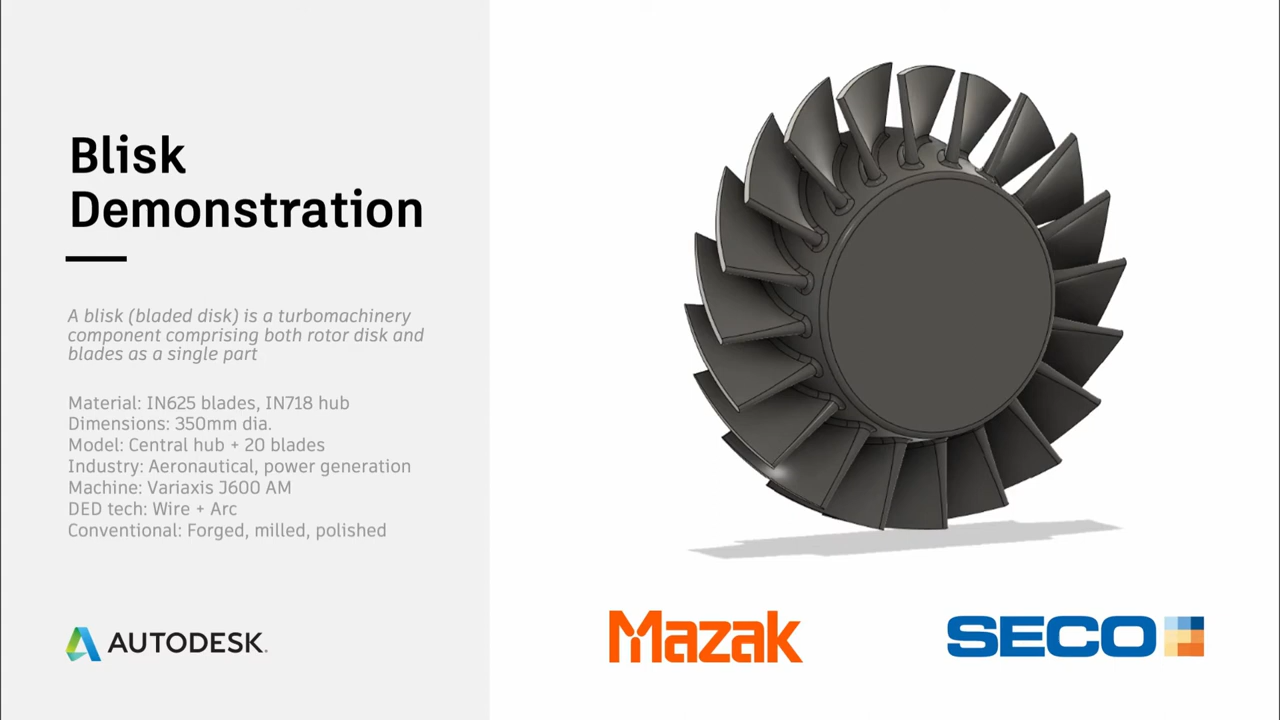 Blisk
Demonstration
A blisk (bladed disk) is a turbomachinery
component comprising both rotor disk and
blades as a single part
Material: IN625 blades, IN718 hub
Dimensions: 350mm dia.
Model: Central hub + 20 blades
Industry: Aeronautical, power generation
Machine: Variaxis J600 AM
DED tech: Wire + Arc
Conventional: Forged, milled, polished
AUTODESK.
Mazak
SECO